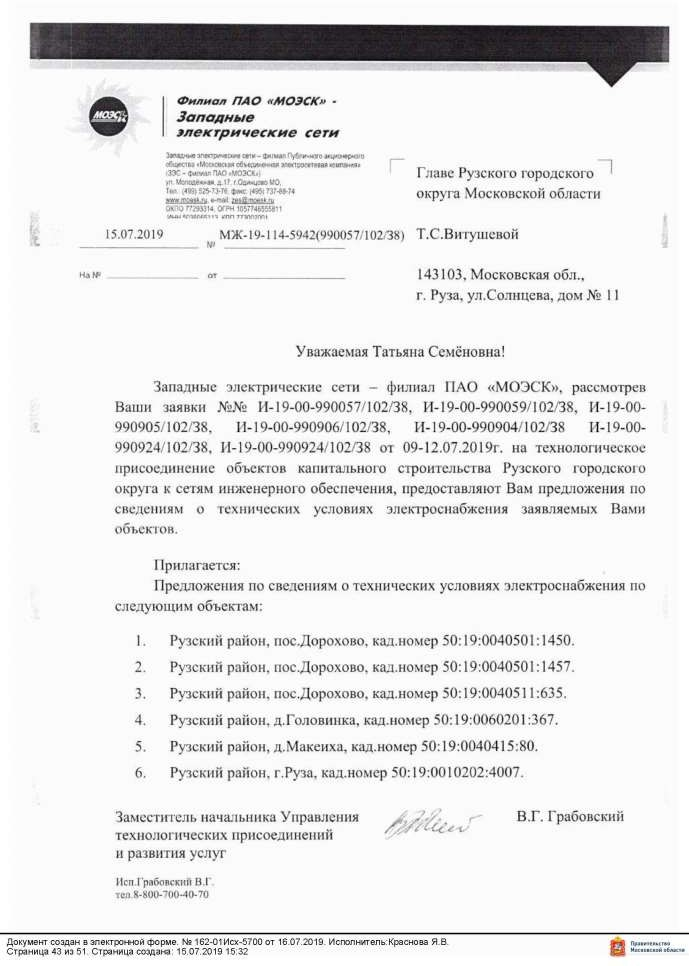 МОЭСК
Филиал ПАО «МОЭСК» -
Западные
электрические сети
Западные электрические сети – филиал Публичного акционерного
общества «Московская объединенная электросетевая компания»
(ЗЭС – филиал ПАО «МОЭСК»)
ул. Молодёжная, д.17, г.Одинцово МО,
Тел.: (499) 525-73-76, факс: (495) 737-88-74
www.moesk.ru, e-mail: zes@moesk.ru
ОКПО 77293314, ОГРН 1057746555811
ИНН 5036065113, КПП 773002001
Главе Рузского городского
округа Московской области
15.07.2019 № МЖ-19-114-5942(990057/102/З8)
Т.С.Витушевой
На № от
143103, Московская обл.,
г. Руза, ул.Солнцева, дом № 11
Уважаемая Татьяна Семёновна!
Западные электрические сети – филиал ПАО «МОЭСК», рассмотрев
Ваши заявки №№ И-19-00-990057/102/З8, И-19-00-990059/102/З8, И-19-00-
990905/102/З8, И-19-00-990906/102/З8, И-19-00-990904/102/З8 И-19-00-
990924/102/З8, И-19-00-990924/102/З8 от 09-12.07.2019г. на технологическое
присоединение объектов капитального строительства Рузского городского
округа к сетям инженерного обеспечения, предоставляют Вам предложения по
сведениям о технических условиях электроснабжения заявляемых Вами
объектов.
Прилагается:
Предложения по сведениям о технических условиях электроснабжения по
следующим объектам:
1. Рузский район, пос.Дорохово, кад.номер 50:19:0040501:1450.
2. Рузский район, пос.Дорохово, кад.номер 50:19:0040501:1457.
3. Рузский район, пос.Дорохово, кад.номер 50:19:0040511:635.
4. Рузский район, д.Головинка, кад.номер 50:19:0060201:367.
5. Рузский район, д.Макеиха, кад.номер 50:19:0040415:80.
6. Рузский район, г.Руза, кад.номер 50:19:0010202:4007.
Заместитель начальника Управления
технологических присоединений
и развития услуг
В.Г. Грабовский
Исп.Грабовский В.Г.
тел.8-800-700-40-70
Документ создан в электронной форме. № 162-01Исх-5700 от 16.07.2019. Исполнитель:Краснова Я.В.
Страница 43 из 51. Страница создана: 15.07.2019 15:32
Правительство
Московской области